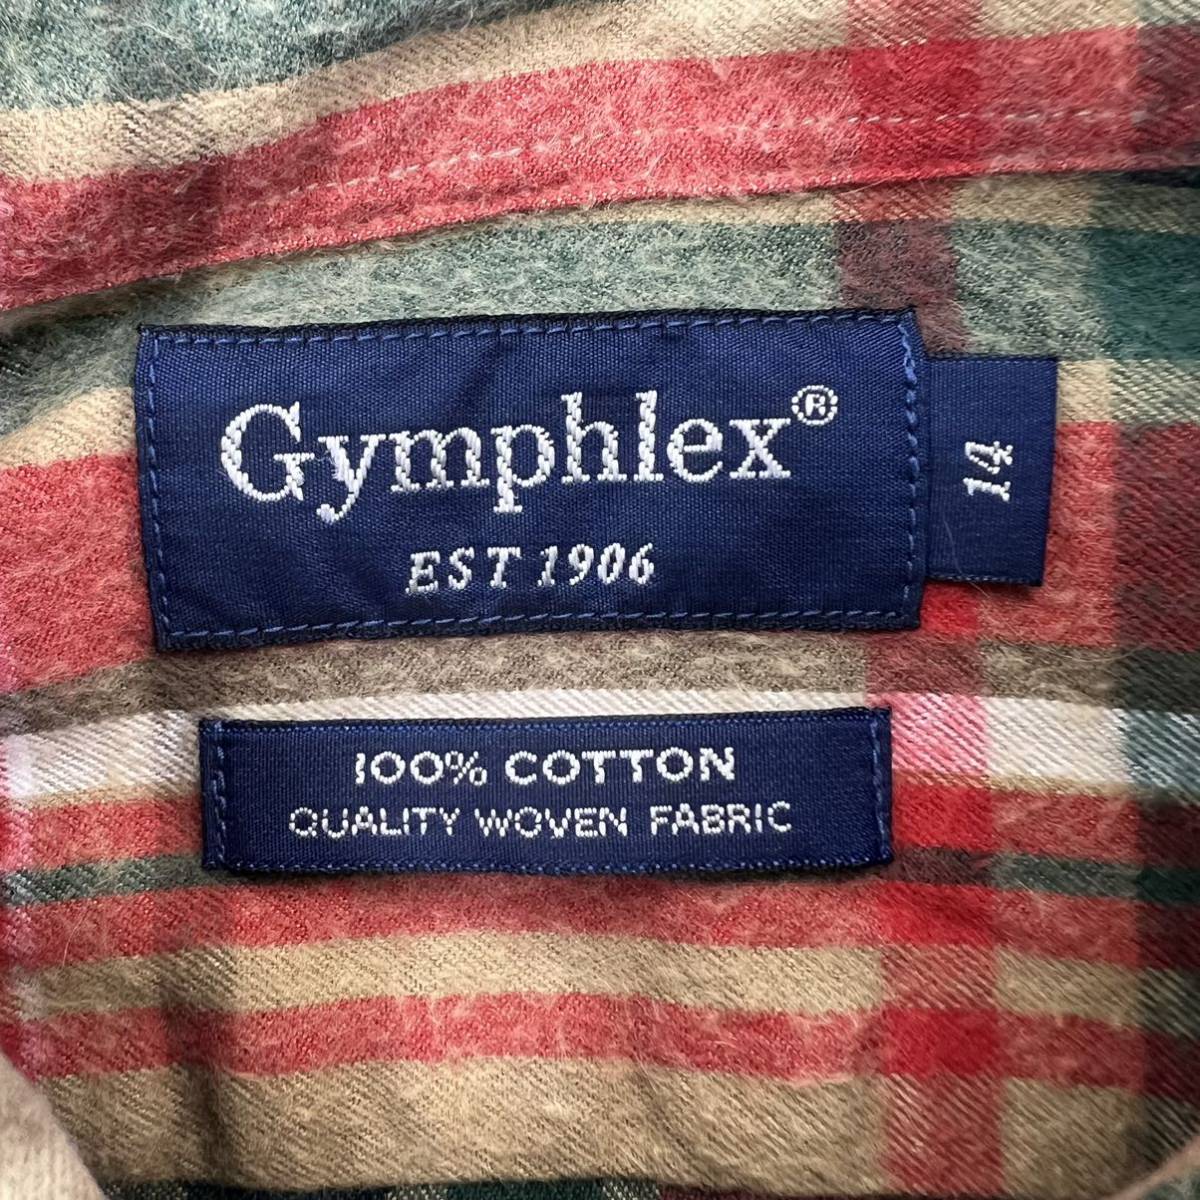 Gymphlex®
EST 1906
14
100% COTTON
QUALITY WOVEN FABRIC